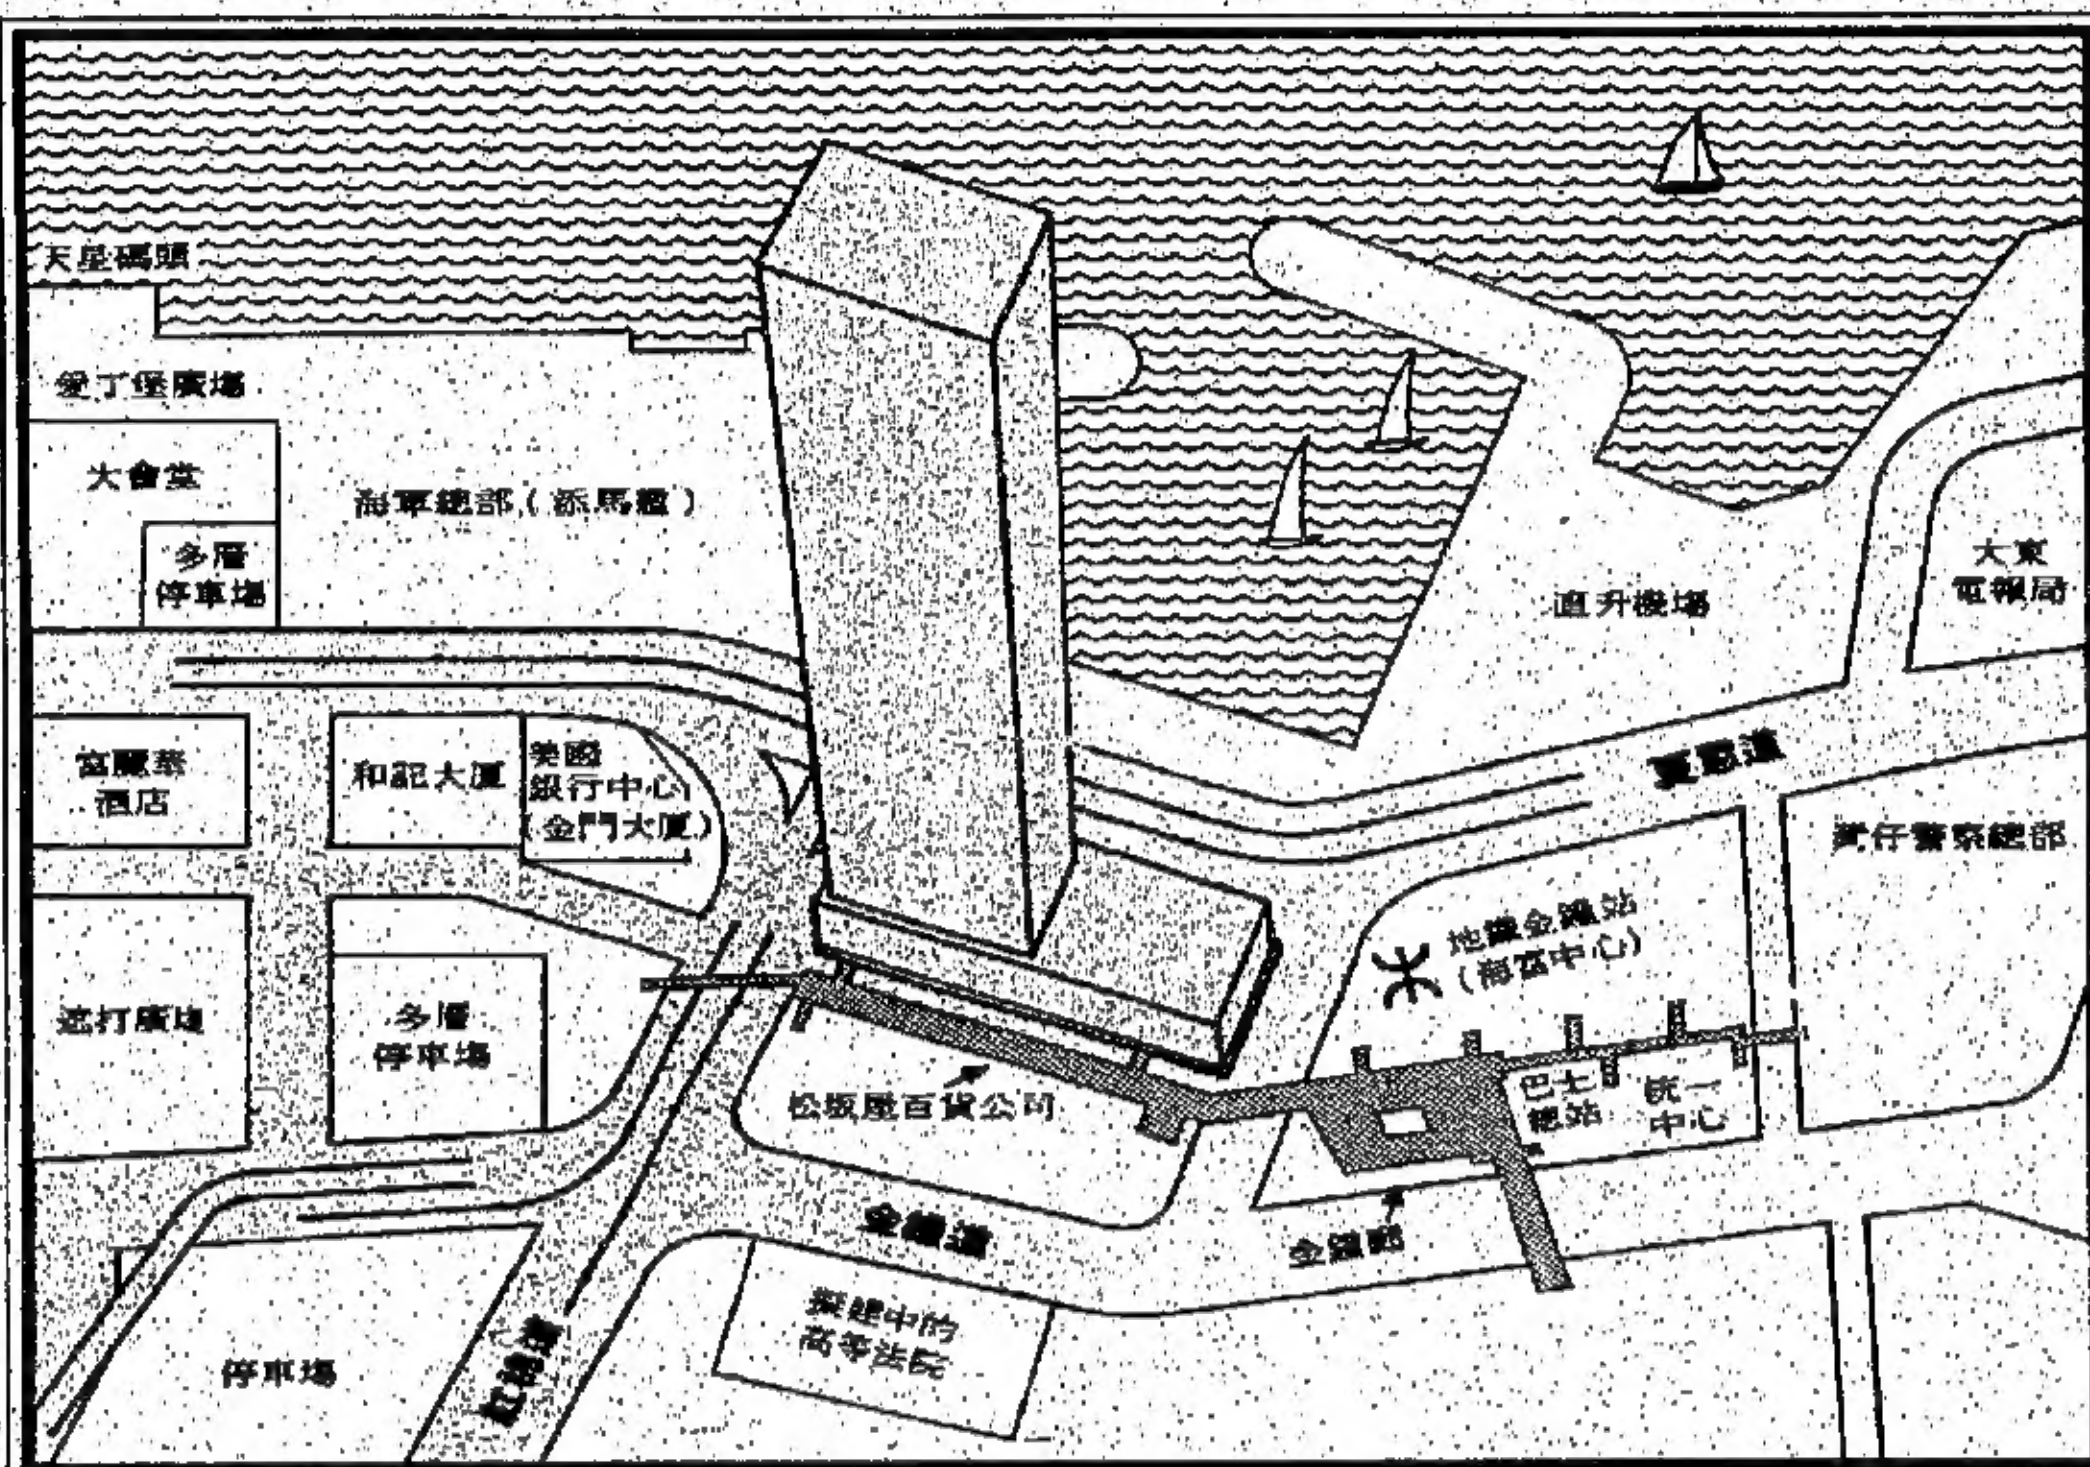 天星碼頭
愛丁堡廣場
大會堂
多層
停車場
海軍總部(添馬艦)
直升機場
大東
電報局
富麗華
酒店
和記大厦
美國
銀行中心
(金門大厦)
夏慤道
灣仔警察總部
地鐵金鐘站
(海富中心)
遮打廣場
多層
停車場
松坂屋百貨公司
巴士
總站
統一
中心
金鐘道
金鐘廊
擬建中的
高等法院
停車場
紅棉道